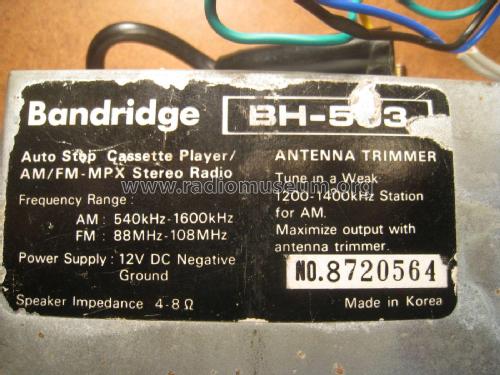 Bandridge
Auto Stop Cassette Player/
AM/FM-MPX Stereo Radio
Frequency Range :
AM : 540kHz-1600kHz
FM : 88MHz-108MHz
Power Supply : 12V DC Negative
Ground
Speaker Impedance 4-8Ω
ANTENNA TRIMMER
Tune in a Weak
1200-1400kHz Station
for AM.
Maximize output with
antenna trimmer.
NO.8720564
Made in Korea
www.radiomuseum.org